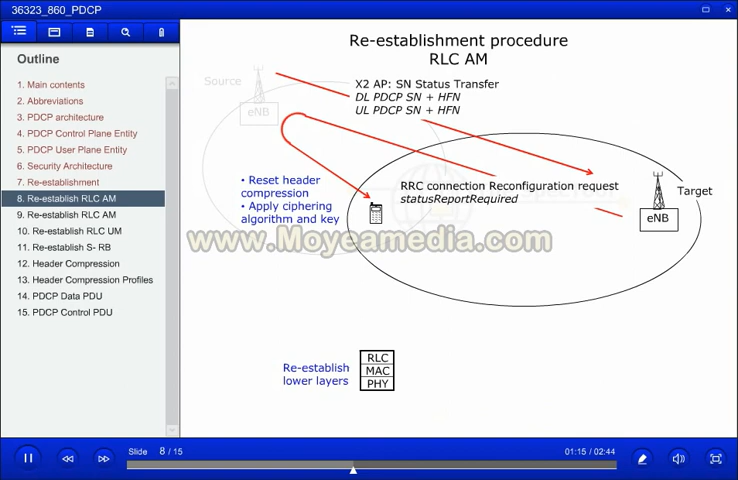 36323_860_PDCP
Outline
1. Main contents
2. Abbreviations
3. PDCP architecture
4. PDCP Control Plane Entity
5. PDCP User Plane Entity
6. Security Architecture
7. Re-establishment
8. Re-establish RLC AM
9. Re-establish RLC AM
10. Re-establish RLC UM
11. Re-establish S- RB
12. Header Compression
13. Header Compression Profiles
14. PDCP Data PDU
15. PDCP Control PDU
Re-establishment procedure
RLC AM
Source
eNB
X2 AP: SN Status Transfer
DL PDCP SN + HFN
UL PDCP SN + HFN
• Reset header
compression
• Apply ciphering
algorithm and key
RRC connection Reconfiguration request
statusReportRequired
Target
eNB
www.Moyeamedia.com
Re-establish
lower layers
RLC
MAC
PHY
Slide 8 / 15
01:15 / 02:44